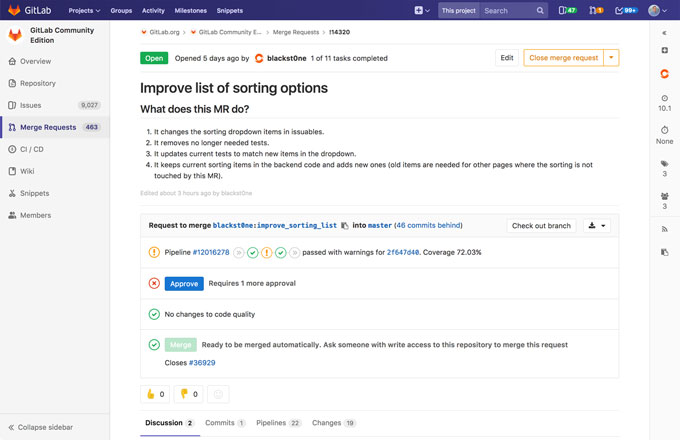 GitLab Projects Groups Activity Milestones Snippets This project Search 47 1 99+
GitLab Community Edition
GitLab.org > GitLab Community E... > Merge Requests > !14320
Open Opened 5 days ago by blackst0ne 1 of 11 tasks completed Edit Close merge request
Overview
Repository
Issues 9,027
Merge Requests 463
CI / CD
Wiki
Snippets
Members
Collapse sidebar
Improve list of sorting options
What does this MR do?
1. It changes the sorting dropdown items in issuables.
2. It removes no longer needed tests.
3. It updates current tests to match new items in the dropdown.
4. It keeps current sorting items in the backend code and adds new ones (old items are needed for other pages where the sorting is not
touched by this MR).
Edited about 3 hours ago by blackst0ne
Request to merge blackst0ne:improve_sorting_list into master (46 commits behind) Check out branch
Pipeline #12016278 passed with warnings for 2f647d40. Coverage 72.03%
Approve Requires 1 more approval
No changes to code quality
Merge Ready to be merged automatically. Ask someone with write access to this repository to merge this request
Closes #36929
0 0
Discussion 2 Commits 1 Pipelines 22 Changes 19
10.1
None
3
3